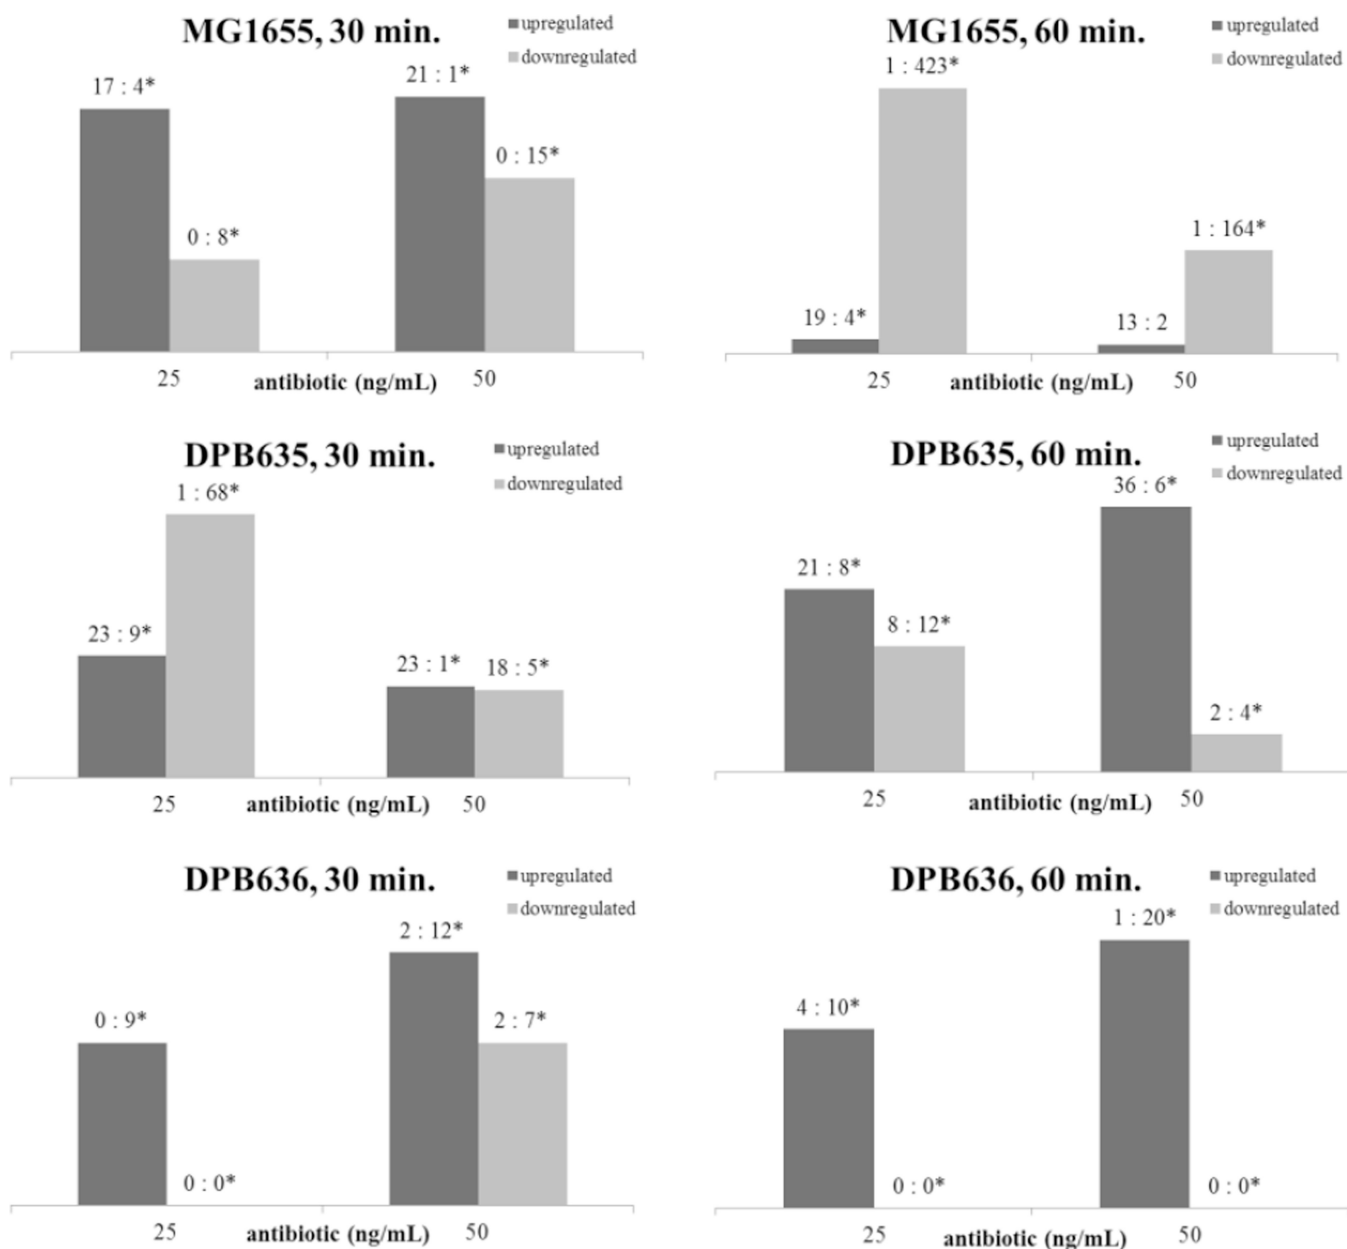 MG1655, 30 min.
upregulated
downregulated
17 : 4*
0 : 8*
21 : 1*
0 : 15*
25
antibiotic (ng/mL)
50
MG1655, 60 min.
upregulated
downregulated
1 : 423*
19 : 4*
13 : 2
1 : 164*
25
antibiotic (ng/mL)
50
DPB635, 30 min.
upregulated
downregulated
1 : 68*
23 : 9*
23 : 1*
18 : 5*
25
antibiotic (ng/mL)
50
DPB635, 60 min.
upregulated
downregulated
36 : 6*
21 : 8*
8 : 12*
2 : 4*
25
antibiotic (ng/mL)
50
DPB636, 30 min.
upregulated
downregulated
2 : 12*
0 : 9*
2 : 7*
0 : 0*
25
antibiotic (ng/mL)
50
DPB636, 60 min.
upregulated
downregulated
1 : 20*
4 : 10*
0 : 0*
0 : 0*
25
antibiotic (ng/mL)
50